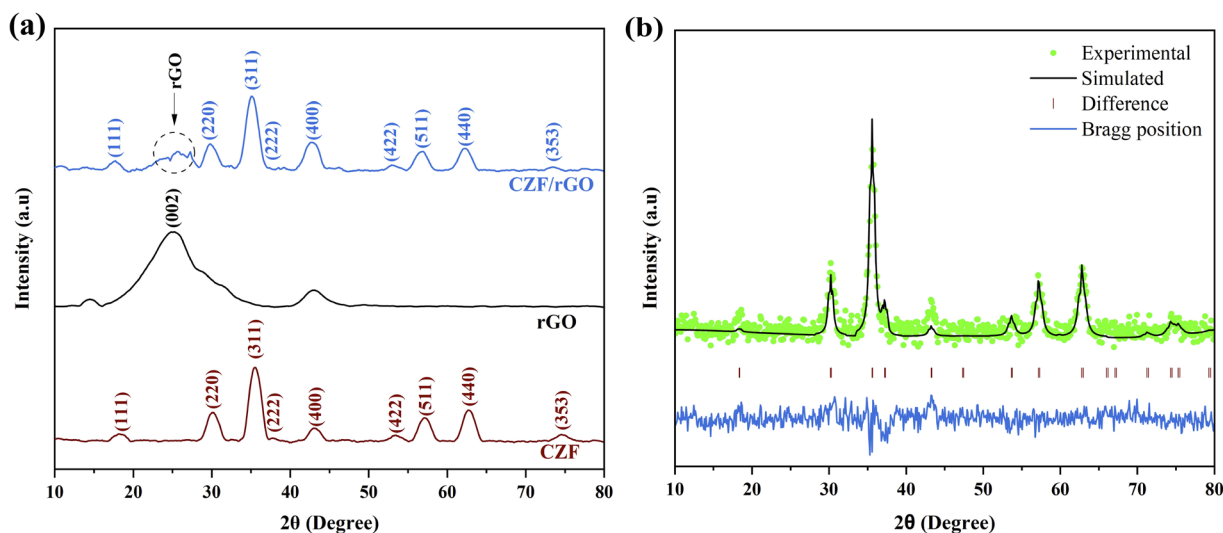 (a)
Intensity (a.u)
rGO
(111)
(220)
(311)
(222)
(400)
(422)
(511)
(440)
(353)
CZF/rGO
(002)
rGO
(111)
(220)
(311)
(222)
(400)
(422)
(511)
(440)
(353)
CZF
10 20 30 40 50 60 70 80
2θ (Degree)
(b)
Intensity (a.u)
Experimental
Simulated
Difference
Bragg position
10 20 30 40 50 60 70 80
2θ (Degree)